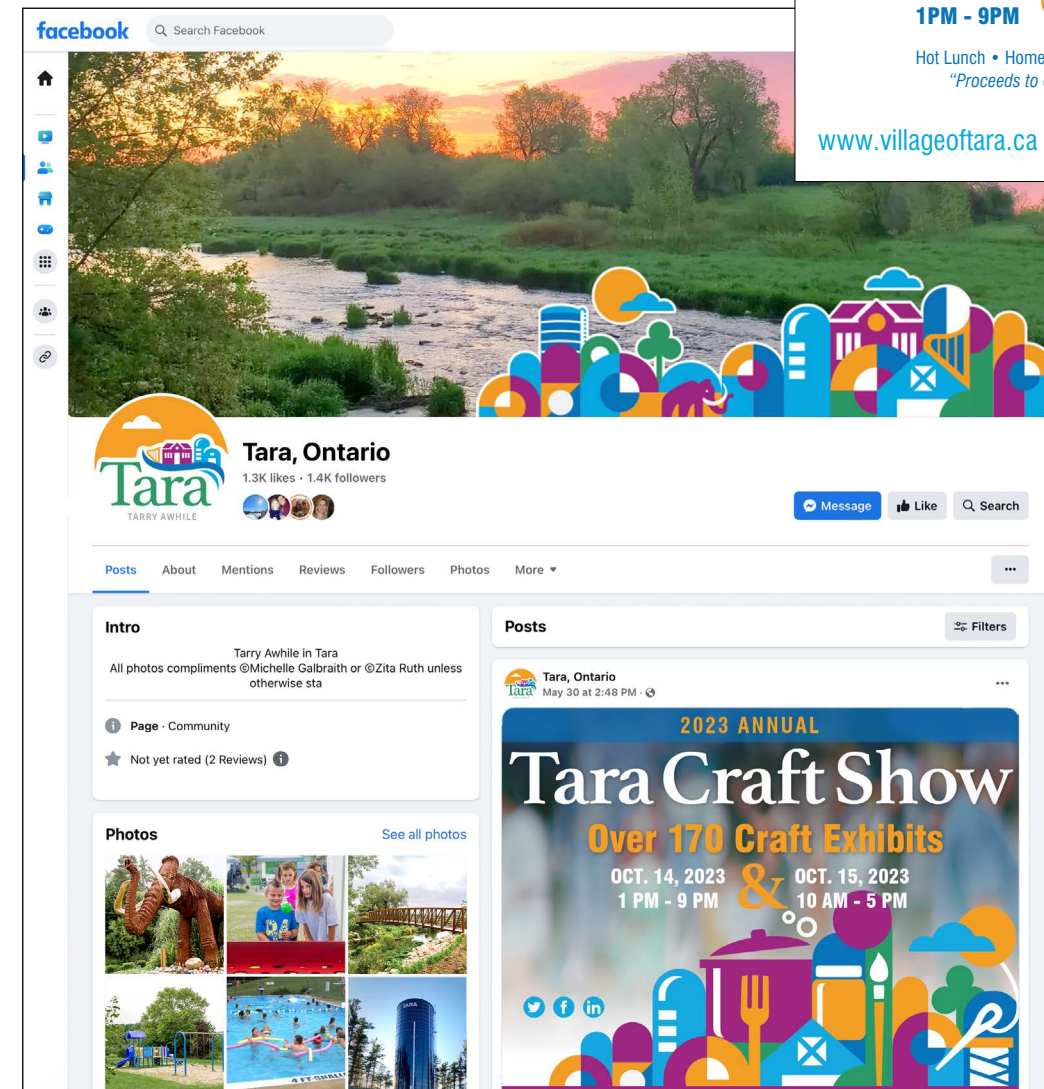 facebook
Search Facebook
1PM - 9PM
Hot Lunch • Home
"Proceeds to
www.villageoftara.ca
Tara
TARRY AWHILE
Tara, Ontario
1.3K likes · 1.4K followers
Message
Like
Search
Posts About Mentions Reviews Followers Photos More
Intro
Tarry Awhile in Tara
All photos compliments ©Michelle Galbraith or ©Zita Ruth unless
otherwise sta
Page · Community
Not yet rated (2 Reviews)
Photos
See all photos
TARA
4 FT-SHALL
Posts
Filters
Tara
Tara, Ontario
May 30 at 2:48 PM ·
2023 ANNUAL
Tara Craft Show
Over 170 Craft Exhibits
OCT. 14, 2023
1 PM - 9 PM
&
OCT. 15, 2023
10 AM - 5 PM